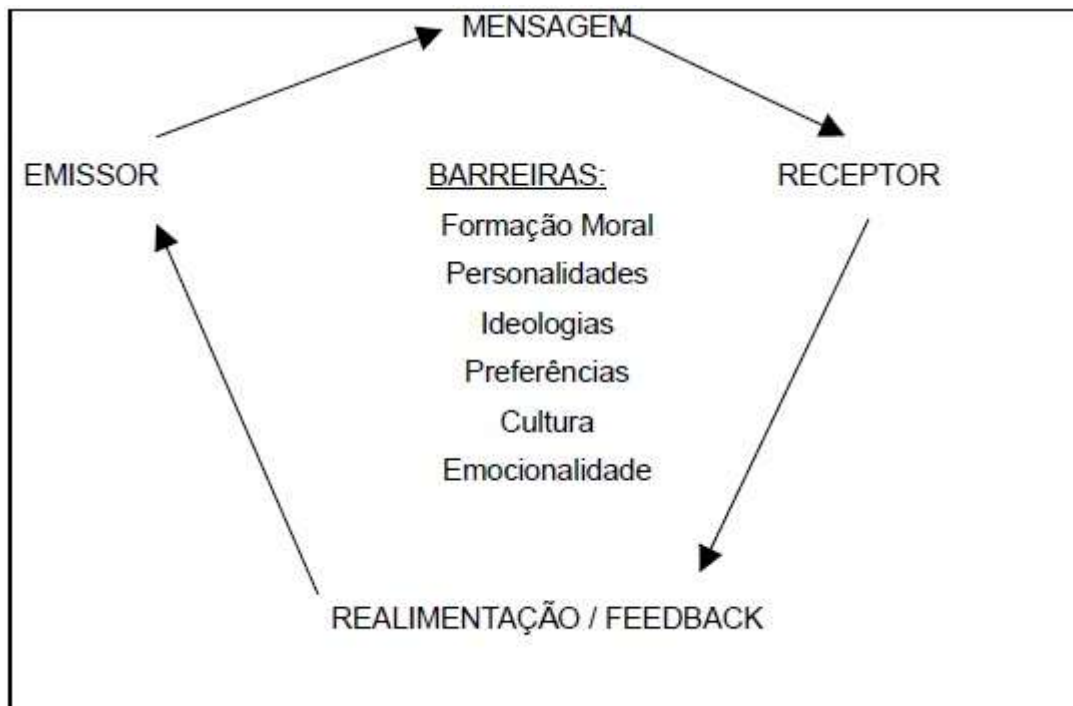 MENSAGEM
EMISSOR
BARREIRAS:
RECEPTOR
Formação Moral
Personalidades
Ideologias
Preferências
Cultura
Emocionalidade
REALIMENTAÇÃO / FEEDBACK